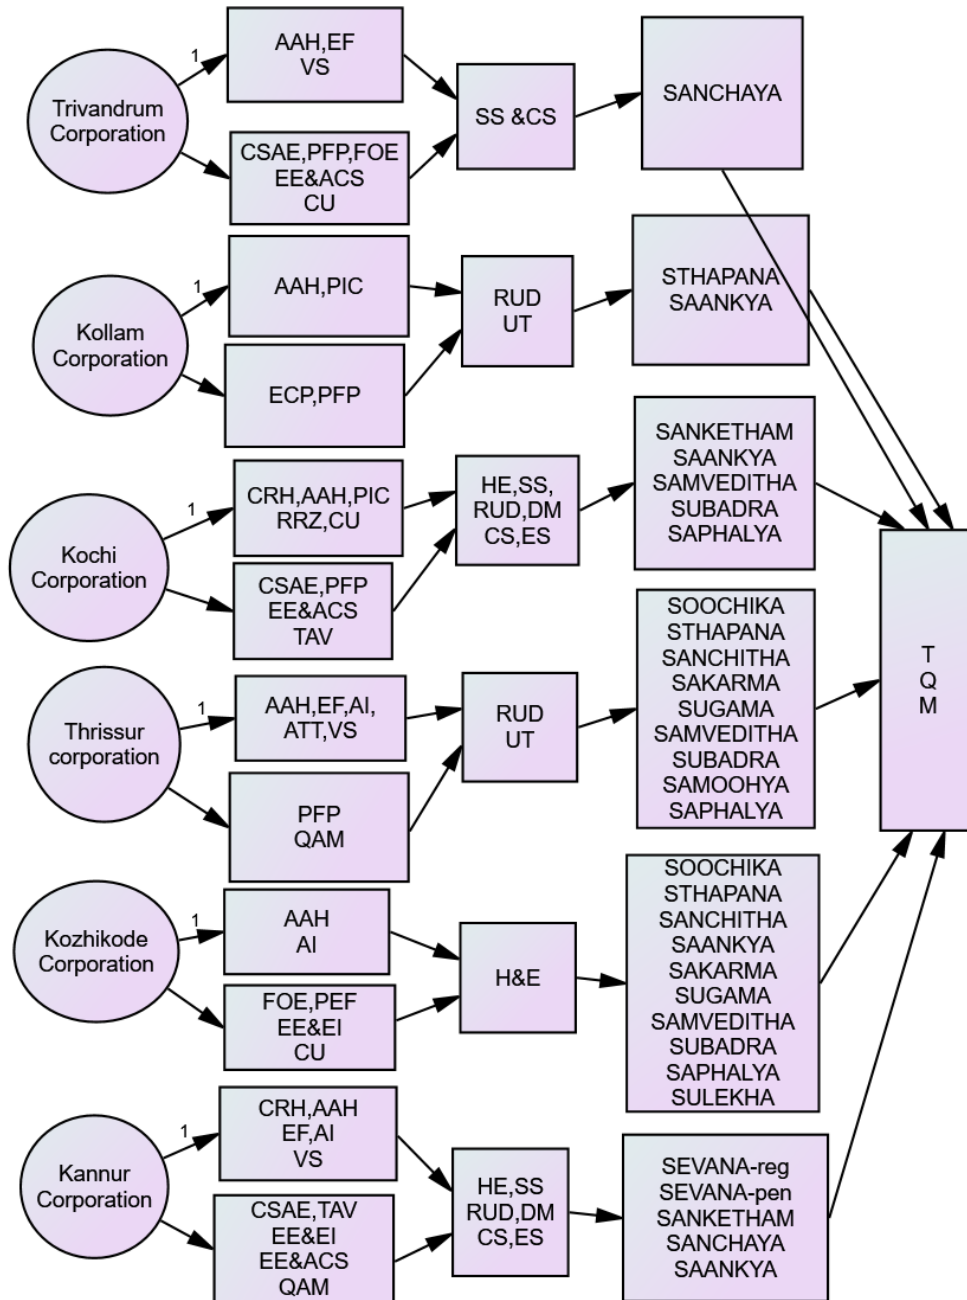 1
AAH,EF
VS
Trivandrum
Corporation
CSAE,PFP,FOE
EE&ACS
CU
SS &CS
SANCHAYA
1
AAH,PIC
Kollam
Corporation
ECP,PFP
RUD
UT
STHAPANA
SAANKYA
1
CRH,AAH,PIC
RRZ,CU
Kochi
Corporation
CSAE,PFP
EE&ACS
TAV
HE,SS,
RUD,DM
CS,ES
SANKETHAM
SAANKYA
SAMVEDITHA
SUBADRA
SAPHALYA
1
AAH,EF,AI,
ATT,VS
Thrissur
corporation
PFP
QAM
RUD
UT
SOOCHIKA
STHAPANA
SANCHITHA
SAKARMA
SUGAMA
SAMVEDITHA
SUBADRA
SAMOOHYA
SAPHALYA
1
AAH
AI
Kozhikode
Corporation
FOE,PEF
EE&EI
CU
H&E
SOOCHIKA
STHAPANA
SANCHITHA
SAANKYA
SAKARMA
SUGAMA
SAMVEDITHA
SUBADRA
SAPHALYA
SULEKHA
1
CRH,AAH
EF,AI
VS
Kannur
Corporation
CSAE,TAV
EE&EI
EE&ACS
QAM
HE,SS
RUD,DM
CS,ES
SEVANA-reg
SEVANA-pen
SANKETHAM
SANCHAYA
SAANKYA
T
Q
M